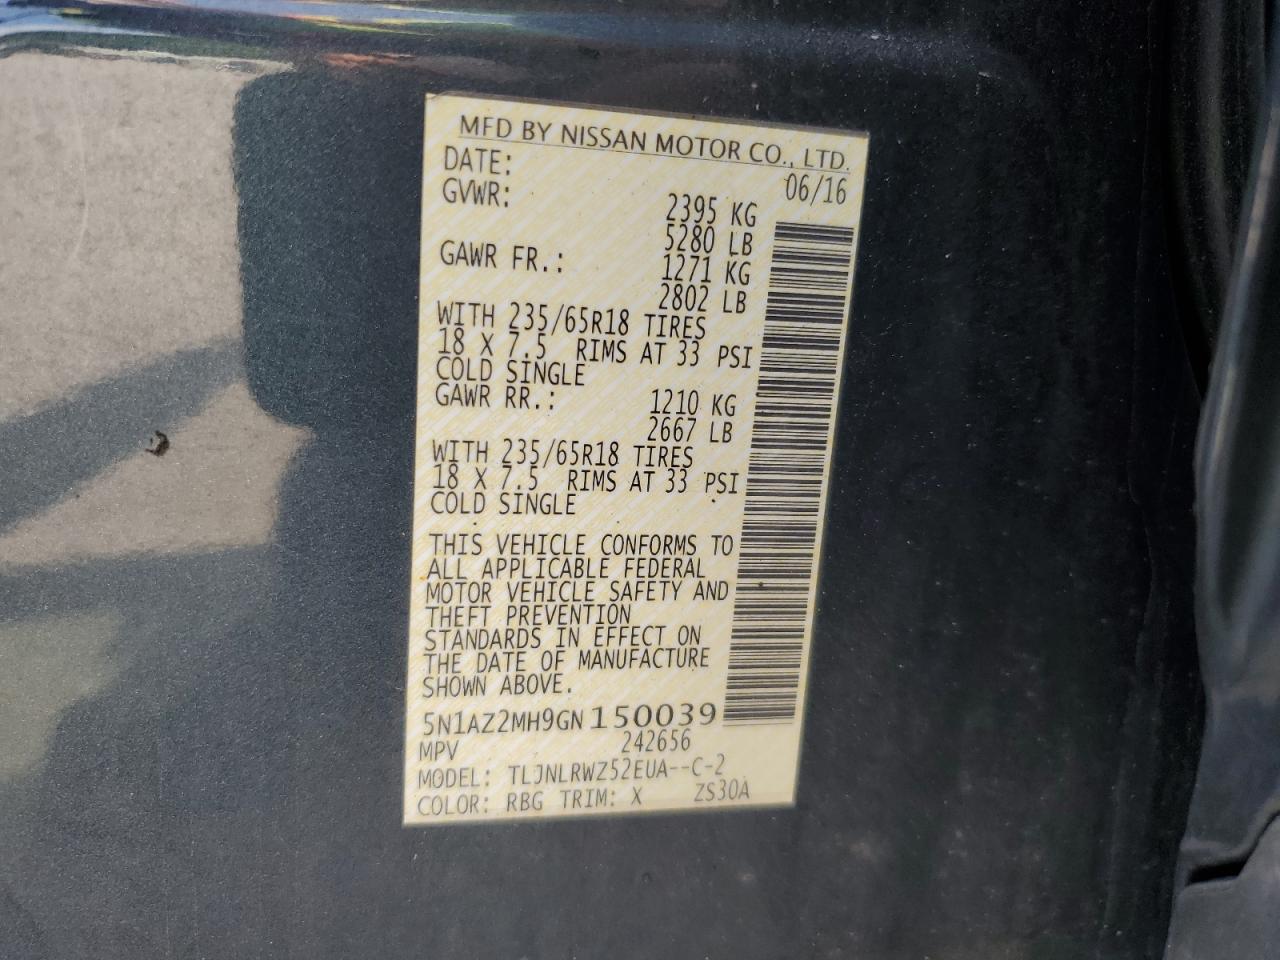 MFD BY NISSAN MOTOR CO., LTD.
DATE: 06/16
GVWR: 2395 KG
5280 LB
GAWR FR.: 1271 KG
2802 LB
WITH 235/65R18 TIRES
18 X 7.5 RIMS AT 33 PSI
COLD SINGLE
GAWR RR.: 1210 KG
2667 LB
WITH 235/65R18 TIRES
18 X 7.5 RIMS AT 33 PSI
COLD SINGLE
THIS VEHICLE CONFORMS TO
ALL APPLICABLE FEDERAL
MOTOR VEHICLE SAFETY AND
THEFT PREVENTION
STANDARDS IN EFFECT ON
THE DATE OF MANUFACTURE
SHOWN ABOVE.
5N1AZ2MH9GN150039
MPV 242656
MODEL: TLJNLRWZ52EUA--C-2
COLOR: RBG TRIM: X ZS30A